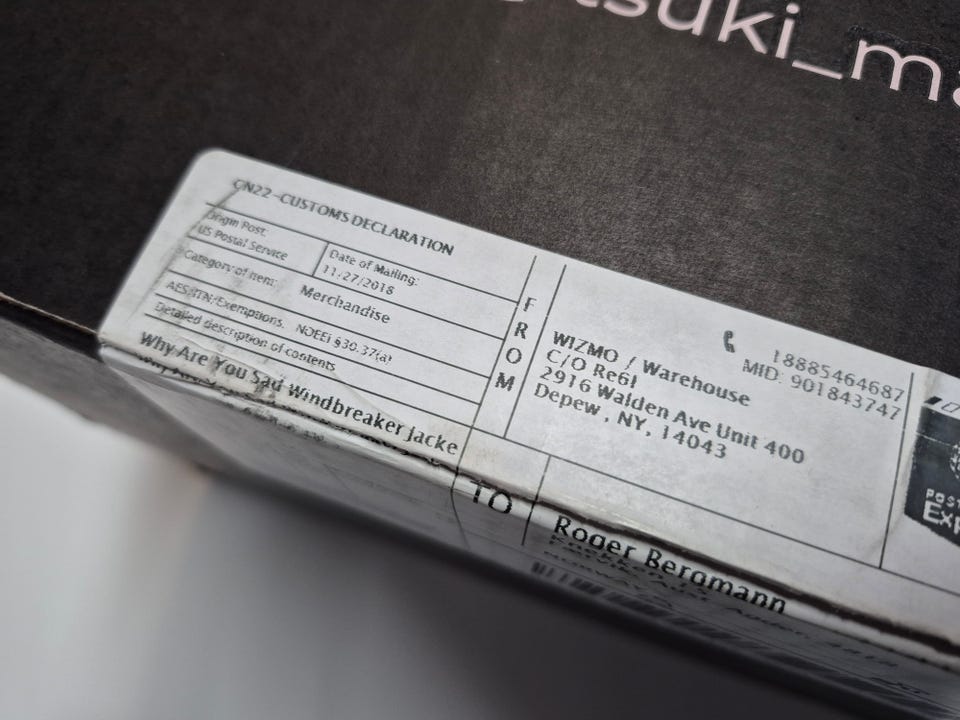 tsuki_ma
CN22 -CUSTOMS DECLARATION
Origin Post:
US Postal Service
Date of Mailing:
11/27/2018
Category of item:
Merchandise
AES/ITN/Exemptions. NOEEI §30.37(a)
Detailed description of contents
Why Are You Sad Windbreaker Jacke
FROM
18885464687
MID: 901843747
WIZMO / Warehouse
C/O Re61
2916 Walden Ave Unit 400
Depew , NY, 14043
TO
Roger Bergmann